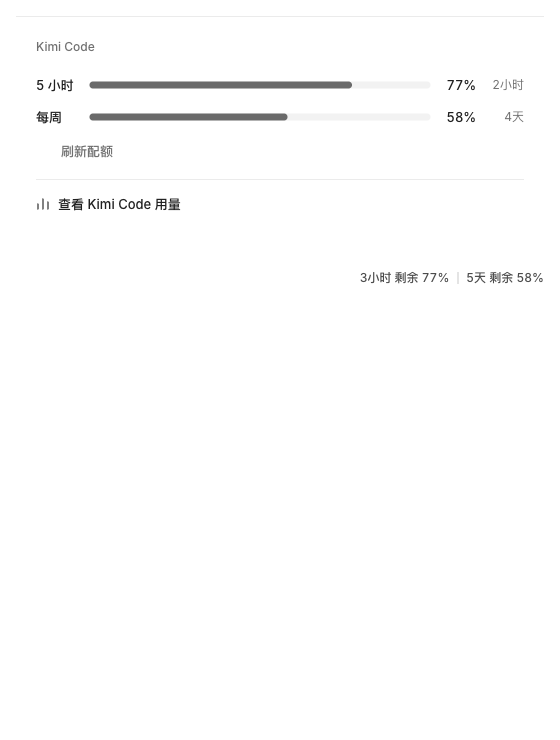 Kimi Code
5 小时 77% 2小时
每周 58% 4天
刷新配额
查看 Kimi Code 用量
3小时 剩余 77% | 5天 剩余 58%